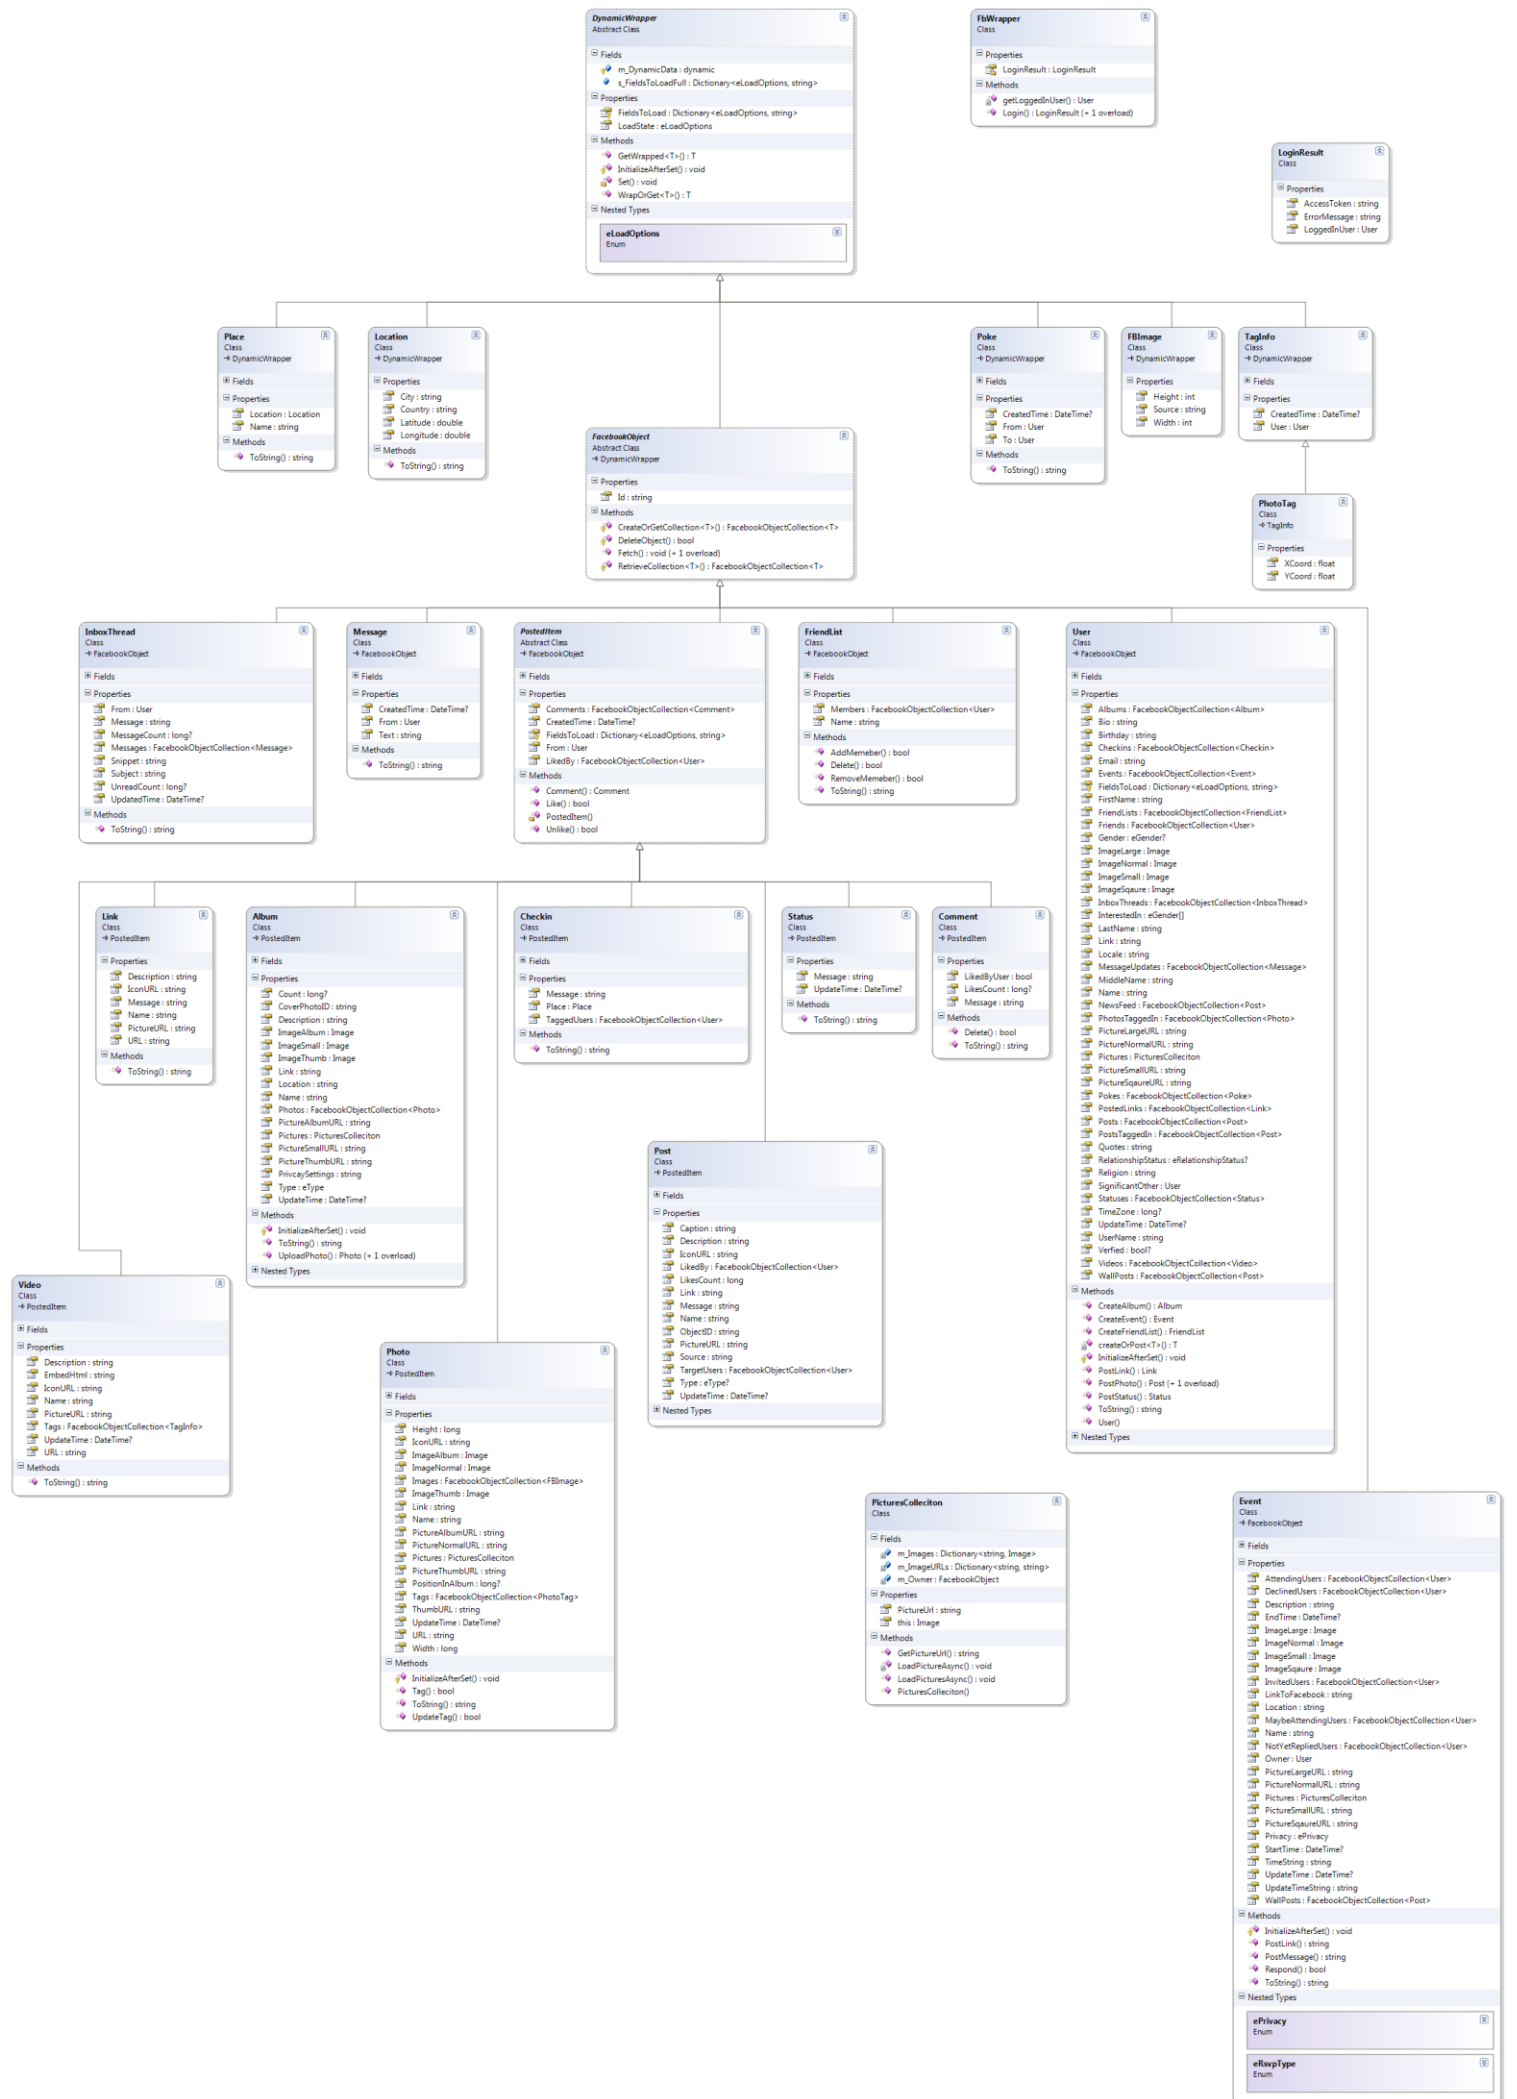 DynamicWrapper
Abstract Class
Fields
m_DynamicData : dynamic
s_FieldsToLoadFull : Dictionary<eLoadOptions, string>
Properties
FieldsToLoad : Dictionary<eLoadOptions, string>
LoadState : eLoadOptions
Methods
GetWrapped<T>() : T
InitializeAfterSet() : void
Set() : void
WrapOrGet<T>() : T
Nested Types
eLoadOptions
Enum
FbWrapper
Class
Properties
LoginResult : LoginResult
Methods
getLoggedInUser() : User
Login() : LoginResult (+ 1 overload)
LoginResult
Class
Properties
AccessToken : string
ErrorMessage : string
LoggedInUser : User
Place
Class
DynamicWrapper
Fields
Properties
Location : Location
Name : string
Methods
ToString() : string
Location
Class
DynamicWrapper
Properties
City : string
Country : string
Latitude : double
Longitude : double
Methods
ToString() : string
FacebookObject
Abstract Class
DynamicWrapper
Properties
Id : string
Methods
CreateOrGetCollection<T>() : FacebookObjectCollection<T>
DeleteObject() : bool
Fetch() : void (+ 1 overload)
RetrieveCollection<T>() : FacebookObjectCollection<T>
Poke
Class
DynamicWrapper
Fields
Properties
CreatedTime : DateTime?
From : User
To : User
Methods
ToString() : string
FBImage
Class
DynamicWrapper
Properties
Height : int
Source : string
Width : int
TagInfo
Class
DynamicWrapper
Fields
Properties
CreatedTime : DateTime?
User : User
PhotoTag
Class
TagInfo
Properties
XCoord : float
YCoord : float
InboxThread
Class
FacebookObject
Fields
Properties
From : User
Message : string
MessageCount : long?
Messages : FacebookObjectCollection<Message>
Snippet : string
Subject : string
UnreadCount : long?
UpdatedTime : DateTime?
Methods
ToString() : string
Message
Class
FacebookObject
Fields
Properties
CreatedTime : DateTime?
From : User
Text : string
Methods
ToString() : string
PostedItem
Abstract Class
FacebookObject
Fields
Properties
Comments : FacebookObjectCollection<Comment>
CreatedTime : DateTime?
FieldsToLoad : Dictionary<eLoadOptions, string>
From : User
LikedBy : FacebookObjectCollection<User>
Methods
Comment() : Comment
Like() : bool
PostedItem()
Unlike() : bool
FriendList
Class
FacebookObject
Fields
Properties
Members : FacebookObjectCollection<User>
Name : string
Methods
AddMemeber() : bool
Delete() : bool
RemoveMemeber() : bool
ToString() : string
User
Class
FacebookObject
Fields
Properties
Albums : FacebookObjectCollection<Album>
Bio : string
Birthday : string
Checkins : FacebookObjectCollection<Checkin>
Email : string
Events : FacebookObjectCollection<Event>
FieldsToLoad : Dictionary<eLoadOptions, string>
FirstName : string
FriendLists : FacebookObjectCollection<FriendList>
Friends : FacebookObjectCollection<User>
Gender : eGender?
ImageLarge : Image
ImageNormal : Image
ImageSmall : Image
ImageSqaure : Image
InboxThreads : FacebookObjectCollection<InboxThread>
InterestedIn : eGender[]
LastName : string
Link : string
Locale : string
MessageUpdates : FacebookObjectCollection<Message>
MiddleName : string
Name : string
NewsFeed : FacebookObjectCollection<Post>
PhotosTaggedIn : FacebookObjectCollection<Photo>
PictureLargeURL : string
PictureNormalURL : string
Pictures : PicturesColleciton
PictureSmallURL : string
PictureSqaureURL : string
Pokes : FacebookObjectCollection<Poke>
PostedLinks : FacebookObjectCollection<Link>
Posts : FacebookObjectCollection<Post>
PostsTaggedIn : FacebookObjectCollection<Post>
Quotes : string
RelationshipStatus : eRelationshipStatus?
Religion : string
SignificantOther : User
Statuses : FacebookObjectCollection<Status>
TimeZone : long?
UpdateTime : DateTime?
UserName : string
Verfied : bool?
Videos : FacebookObjectCollection<Video>
WallPosts : FacebookObjectCollection<Post>
Methods
CreateAlbum() : Album
CreateEvent() : Event
CreateFriendList() : FriendList
createOrPost<T>() : T
InitializeAfterSet() : void
PostLink() : Link
PostPhoto() : Post (+ 1 overload)
PostStatus() : Status
ToString() : string
User()
Nested Types
Link
Class
PostedItem
Properties
Description : string
IconURL : string
Message : string
Name : string
PictureURL : string
URL : string
Methods
ToString() : string
Album
Class
PostedItem
Fields
Properties
Count : long?
CoverPhotoID : string
Description : string
ImageAlbum : Image
ImageSmall : Image
ImageThumb : Image
Link : string
Location : string
Name : string
Photos : FacebookObjectCollection<Photo>
PictureAlbumURL : string
Pictures : PicturesColleciton
PictureSmallURL : string
PictureThumbURL : string
PrivcaySettings : string
Type : eType
UpdateTime : DateTime?
Methods
InitializeAfterSet() : void
ToString() : string
UploadPhoto() : Photo (+ 1 overload)
Nested Types
Checkin
Class
PostedItem
Fields
Properties
Message : string
Place : Place
TaggedUsers : FacebookObjectCollection<User>
Methods
ToString() : string
Status
Class
PostedItem
Properties
Message : string
UpdateTime : DateTime?
Methods
ToString() : string
Comment
Class
PostedItem
Properties
LikedByUser : bool
LikesCount : long?
Message : string
Methods
Delete() : bool
ToString() : string
Post
Class
PostedItem
Fields
Properties
Caption : string
Description : string
IconURL : string
LikedBy : FacebookObjectCollection<User>
LikesCount : long
Link : string
Message : string
Name : string
ObjectID : string
PictureURL : string
Source : string
TargetUsers : FacebookObjectCollection<User>
Type : eType?
UpdateTime : DateTime?
Nested Types
Video
Class
PostedItem
Fields
Properties
Description : string
EmbedHtml : string
IconURL : string
Name : string
PictureURL : string
Tags : FacebookObjectCollection<TagInfo>
UpdateTime : DateTime?
URL : string
Methods
ToString() : string
Photo
Class
PostedItem
Fields
Properties
Height : long
IconURL : string
ImageAlbum : Image
ImageNormal : Image
Images : FacebookObjectCollection<FBImage>
ImageThumb : Image
Link : string
Name : string
PictureAlbumURL : string
PictureNormalURL : string
Pictures : PicturesColleciton
PictureThumbURL : string
PositionInAlbum : long?
Tags : FacebookObjectCollection<PhotoTag>
ThumbURL : string
UpdateTime : DateTime?
URL : string
Width : long
Methods
InitializeAfterSet() : void
Tag() : bool
ToString() : string
UpdateTag() : bool
PicturesColleciton
Class
Fields
m_Images : Dictionary<string, Image>
m_ImageURLs : Dictionary<string, string>
m_Owner : FacebookObject
Properties
PictureUrl : string
this : Image
Methods
GetPictureUrl() : string
LoadPictureAsync() : void
LoadPicturesAsync() : void
PicturesColleciton()
Event
Class
FacebookObject
Fields
Properties
AttendingUsers : FacebookObjectCollection<User>
DeclinedUsers : FacebookObjectCollection<User>
Description : string
EndTime : DateTime?
ImageLarge : Image
ImageNormal : Image
ImageSmall : Image
ImageSqaure : Image
InvitedUsers : FacebookObjectCollection<User>
LinkToFacebook : string
Location : string
MaybeAttendingUsers : FacebookObjectCollection<User>
Name : string
NotYetRepliedUsers : FacebookObjectCollection<User>
Owner : User
PictureLargeURL : string
PictureNormalURL : string
Pictures : PicturesColleciton
PictureSmallURL : string
PictureSqaureURL : string
Privacy : ePrivacy
StartTime : DateTime?
TimeString : string
UpdateTime : DateTime?
UpdateTimeString : string
WallPosts : FacebookObjectCollection<Post>
Methods
InitializeAfterSet() : void
PostLink() : string
PostMessage() : string
Respond() : bool
ToString() : string
Nested Types
ePrivacy
Enum
eRsvpType
Enum